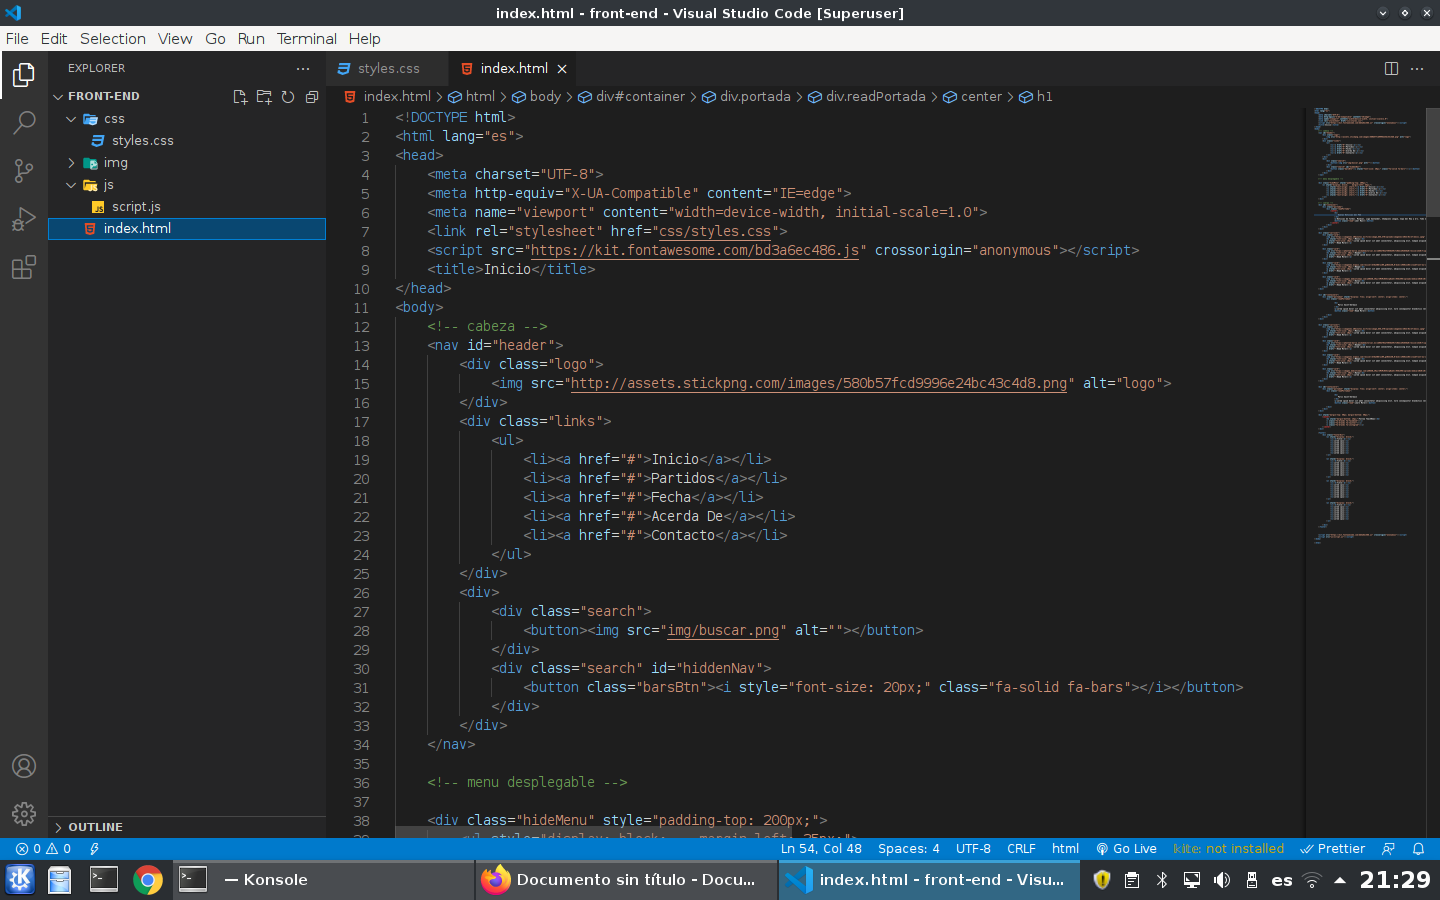 index.html - front-end - Visual Studio Code [Superuser]
File Edit Selection View Go Run Terminal Help
EXPLORER
styles.css
index.html
FRONT-END
index.html > html > body > div#container > div.portada > div.readPortada > center > h1
css
styles.css
img
js
script.js
index.html
1 <!DOCTYPE html>
2 <html lang="es">
3 <head>
4 <meta charset="UTF-8">
5 <meta http-equiv="X-UA-Compatible" content="IE=edge">
6 <meta name="viewport" content="width=device-width, initial-scale=1.0">
7 <link rel="stylesheet" href="css/styles.css">
8 <script src="https://kit.fontawesome.com/bd3a6ec486.js" crossorigin="anonymous"></script>
9 <title>Inicio</title>
10 </head>
11 <body>
12 <!-- cabeza -->
13 <nav id="header">
14 <div class="logo">
15 <img src="http://assets.stickpng.com/images/580b57fcd9996e24bc43c4d8.png" alt="logo">
16 </div>
17 <div class="links">
18 <ul>
19 <li><a href="#">Inicio</a></li>
20 <li><a href="#">Partidos</a></li>
21 <li><a href="#">Fecha</a></li>
22 <li><a href="#">Acerda De</a></li>
23 <li><a href="#">Contacto</a></li>
24 </ul>
25 </div>
26 <div>
27 <div class="search">
28 <button><img src="img/buscar.png" alt=""></button>
29 </div>
30 <div class="search" id="hiddenNav">
31 <button class="barsBtn"><i style="font-size: 20px;" class="fa-solid fa-bars"></i></button>
32 </div>
33 </div>
34 </nav>
35
36 <!-- menu desplegable -->
37
38 <div class="hideMenu" style="padding-top: 200px;">
39 <ul style="display: block; margin-left: 35px;">
OUTLINE
0 0 Ln 54, Col 48 Spaces: 4 UTF-8 CRLF html Go Live kite: not installed Prettier
— Konsole
Documento sin título - Docu...
index.html - front-end - Visu...
es
21:29